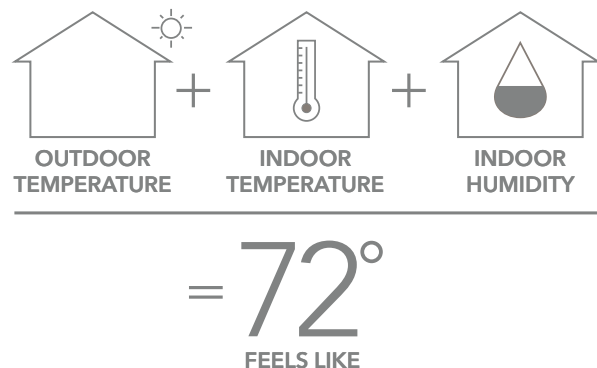 + +
OUTDOOR TEMPERATURE
INDOOR TEMPERATURE
INDOOR HUMIDITY
= 72°
FEELS LIKE